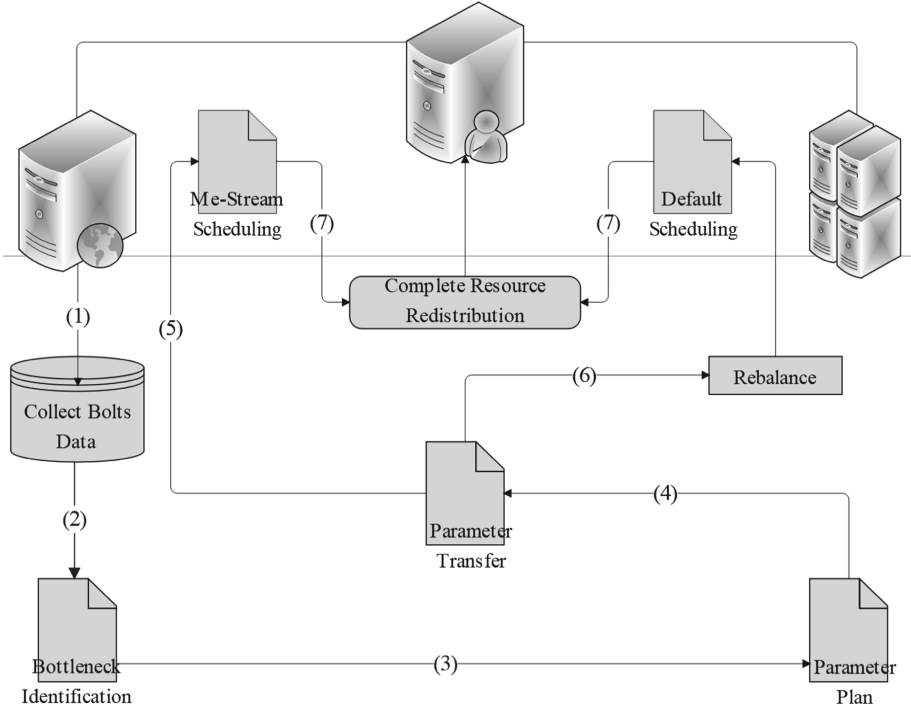 Me-Stream
Scheduling
Default
Scheduling
(7)
(7)
Complete Resource
Redistribution
(1)
(5)
(6)
Rebalance
Collect Bolts
Data
(2)
(4)
Parameter
Transfer
(3)
Bottleneck
Identification
Parameter
Plan